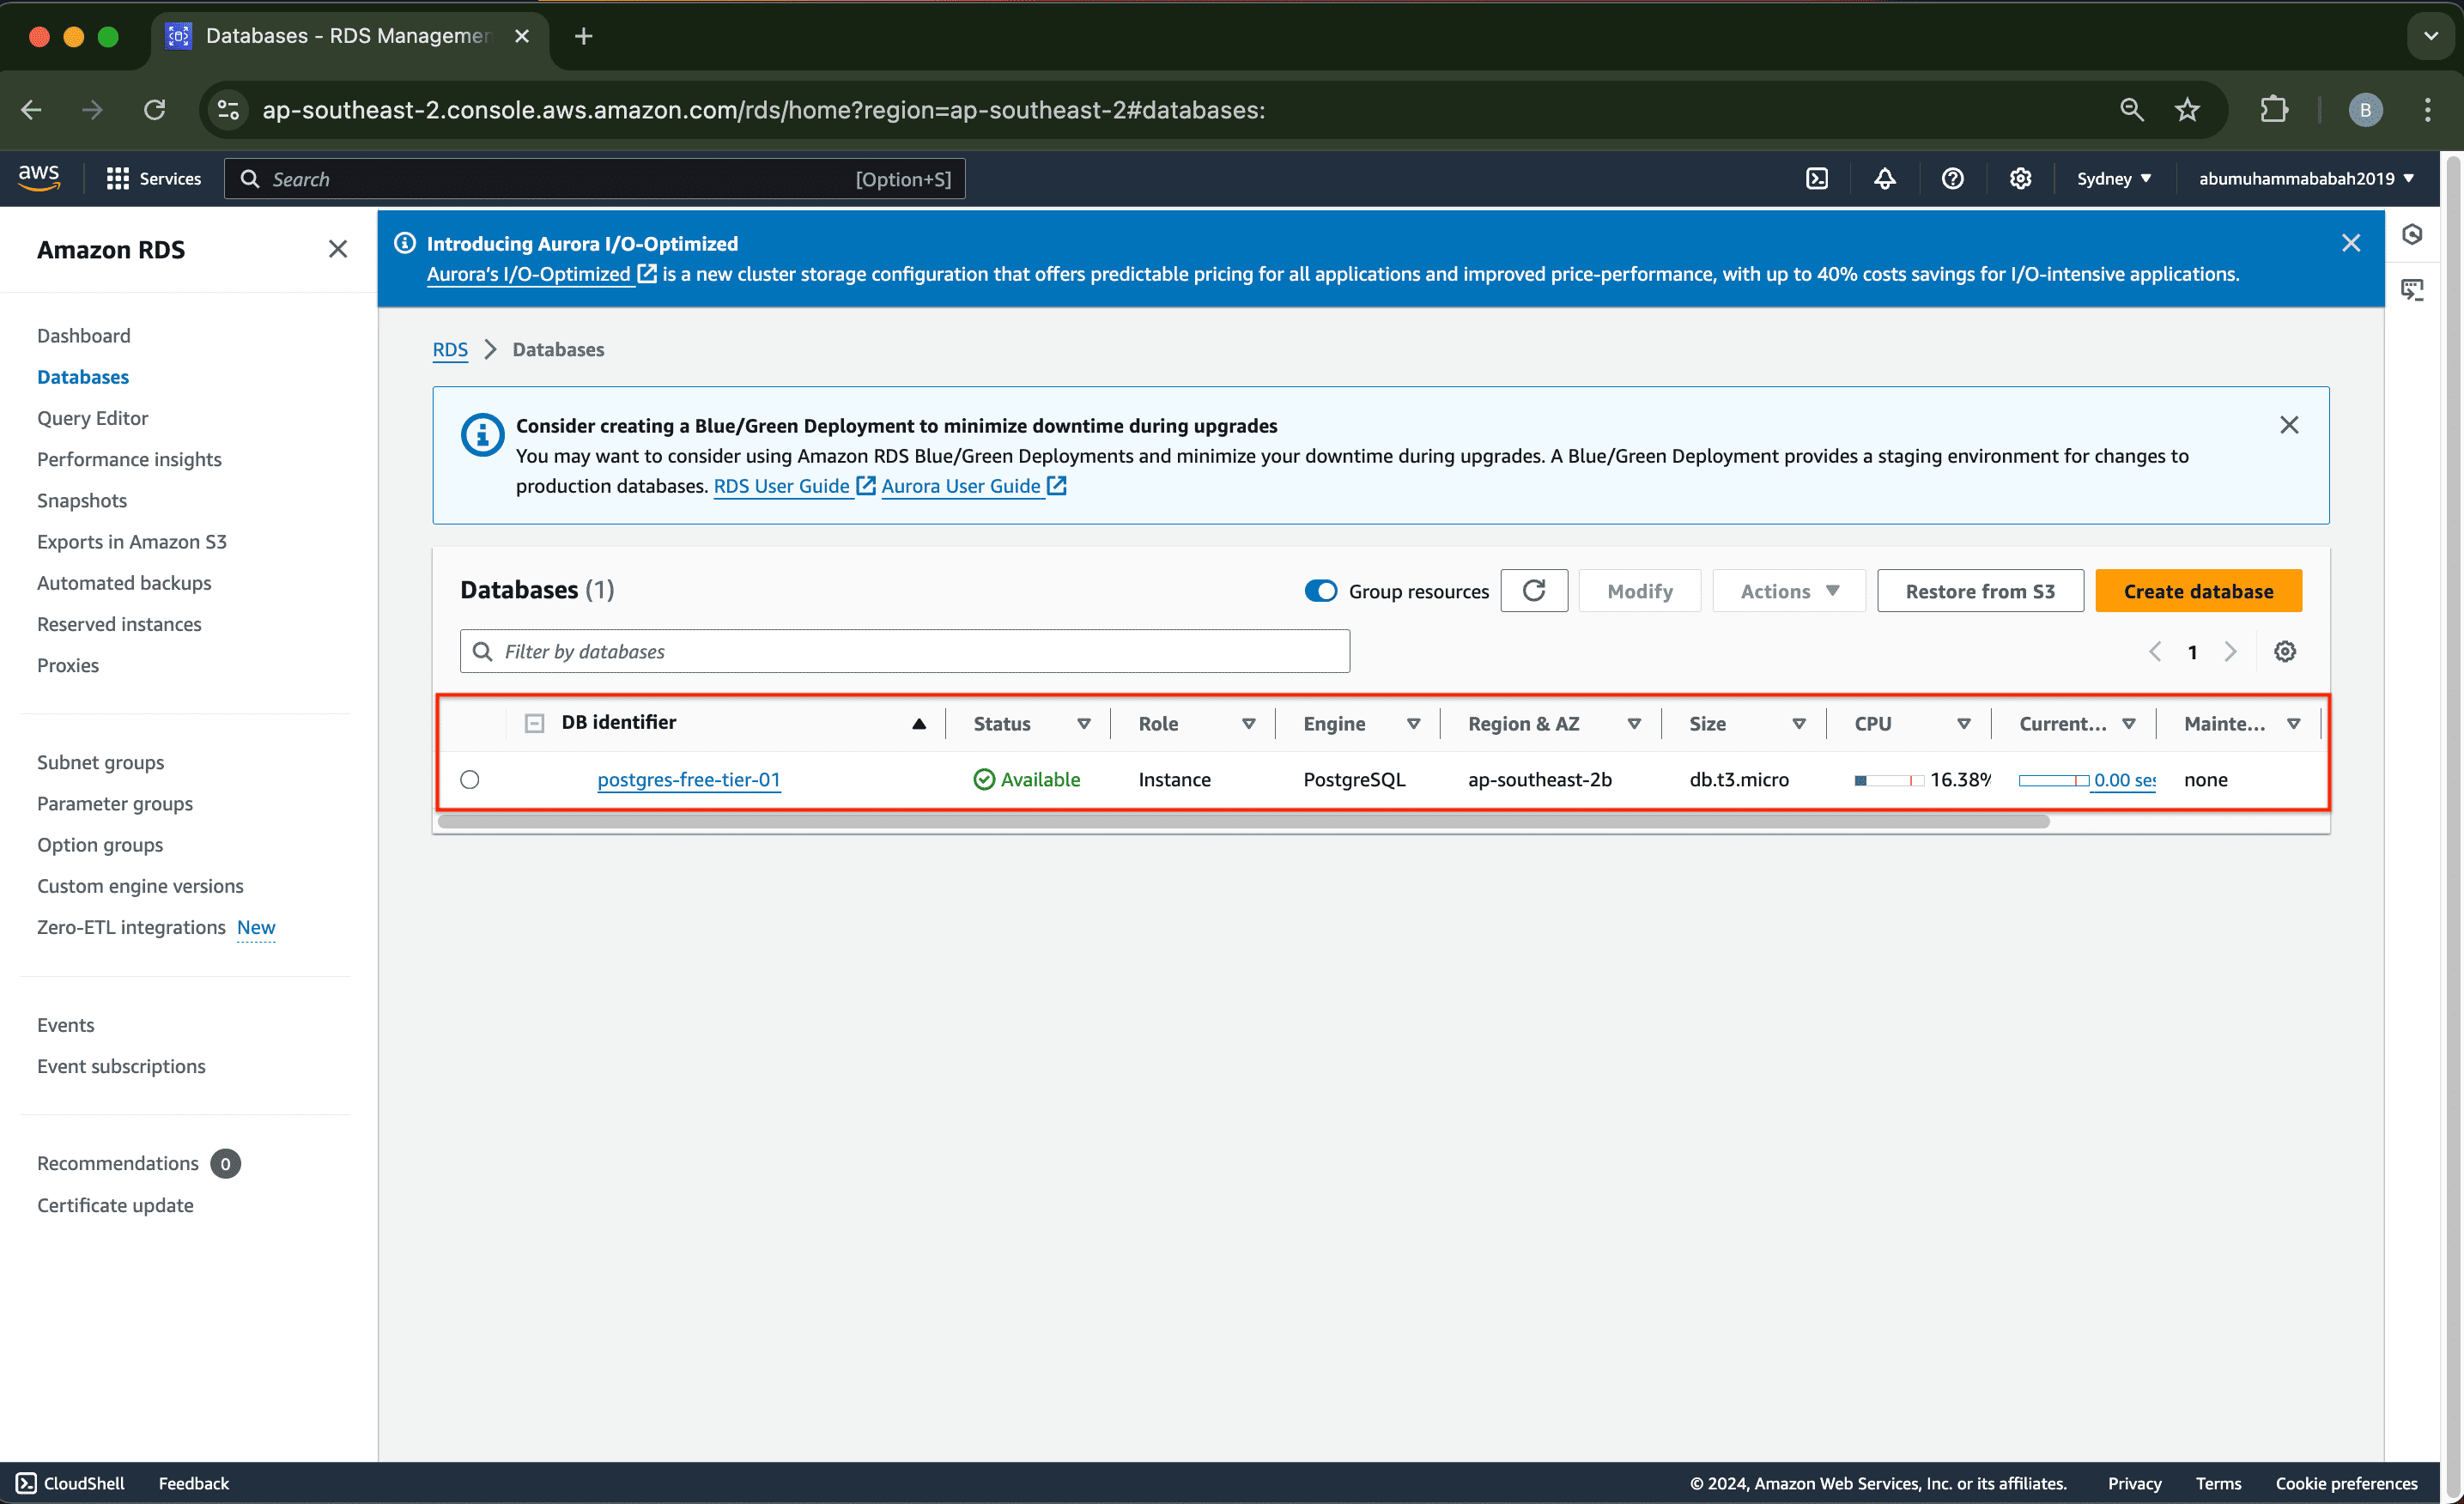 Databases - RDS Managemen
ap-southeast-2.console.aws.amazon.com/rds/home?region=ap-southeast-2#databases:
B
aws
Services
Search
[Option+S]
Sydney
abumuhammababah2019
Amazon RDS
Dashboard
Databases
Query Editor
Performance insights
Snapshots
Exports in Amazon S3
Automated backups
Reserved instances
Proxies
Subnet groups
Parameter groups
Option groups
Custom engine versions
Zero-ETL integrations New
Events
Event subscriptions
Recommendations 0
Certificate update
Introducing Aurora I/O-Optimized
Aurora's I/O-Optimized is a new cluster storage configuration that offers predictable pricing for all applications and improved price-performance, with up to 40% costs savings for I/O-intensive applications.
RDS > Databases
Consider creating a Blue/Green Deployment to minimize downtime during upgrades
You may want to consider using Amazon RDS Blue/Green Deployments and minimize your downtime during upgrades. A Blue/Green Deployment provides a staging environment for changes to
production databases. RDS User Guide Aurora User Guide
Databases (1)
Group resources
Modify
Actions
Restore from S3
Create database
Filter by databases
1
DB identifier Status Role Engine Region & AZ Size CPU Current... Mainte...
postgres-free-tier-01 Available Instance PostgreSQL ap-southeast-2b db.t3.micro 16.38% 0.00 ses none
CloudShell Feedback © 2024, Amazon Web Services, Inc. or its affiliates. Privacy Terms Cookie preferences